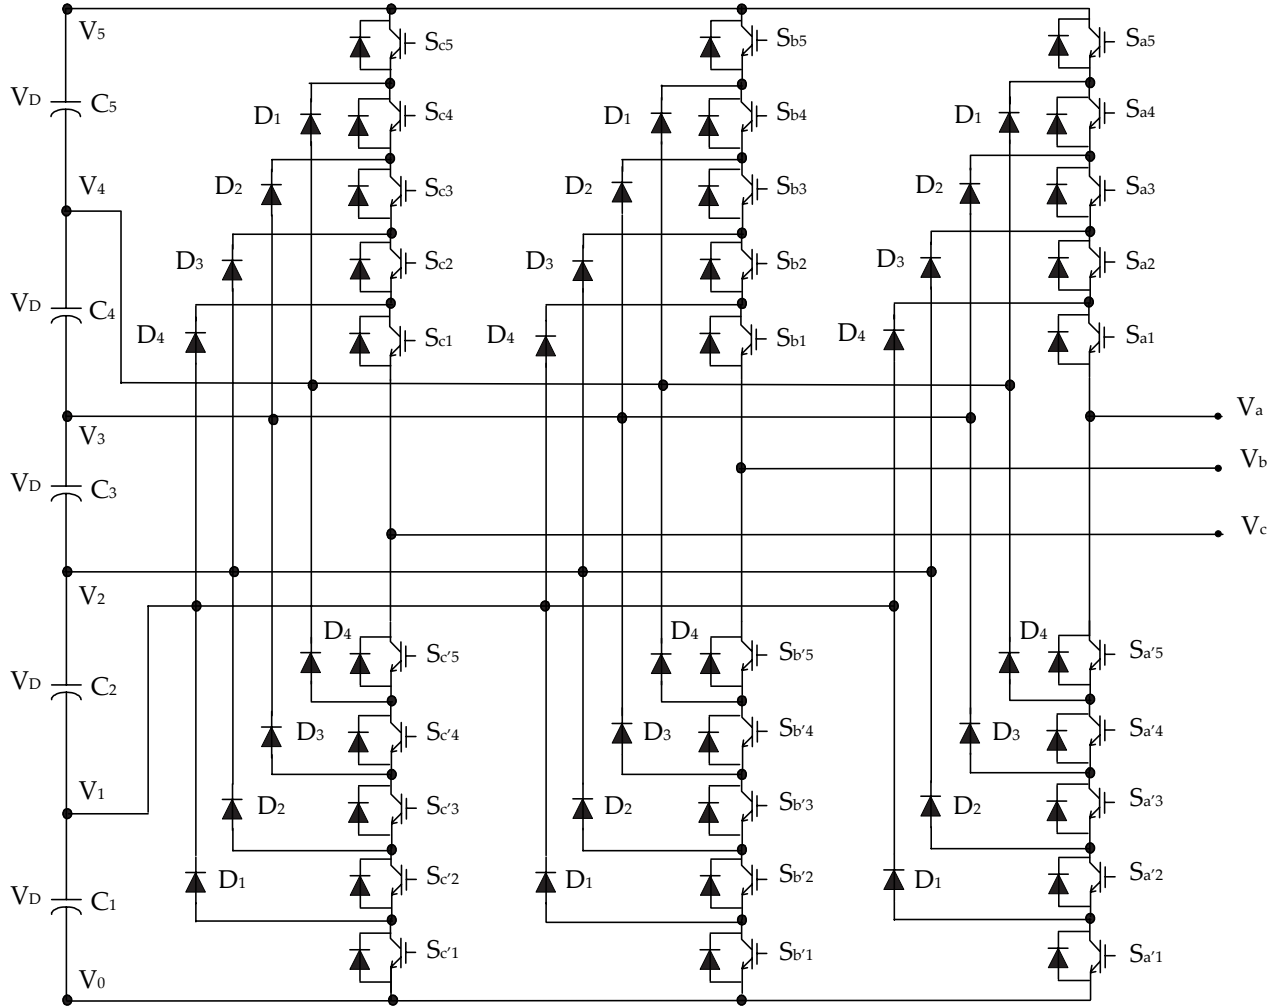 V5
Sc5
Sb5
Sa5
VD
C5
D1
Sc4
D1
Sb4
D1
Sa4
V4
D2
Sc3
D2
Sb3
D2
Sa3
D3
Sc2
D3
Sb2
D3
Sa2
VD
C4
D4
Sc1
D4
Sb1
D4
Sa1
Va
V3
Vb
VD
C3
Vc
V2
D4
Sc'5
D4
Sb'5
D4
Sa'5
VD
C2
D3
Sc'4
D3
Sb'4
D3
Sa'4
V1
D2
Sc'3
D2
Sb'3
D2
Sa'3
VD
C1
D1
Sc'2
D1
Sb'2
D1
Sa'2
Sc'1
Sb'1
Sa'1
V0